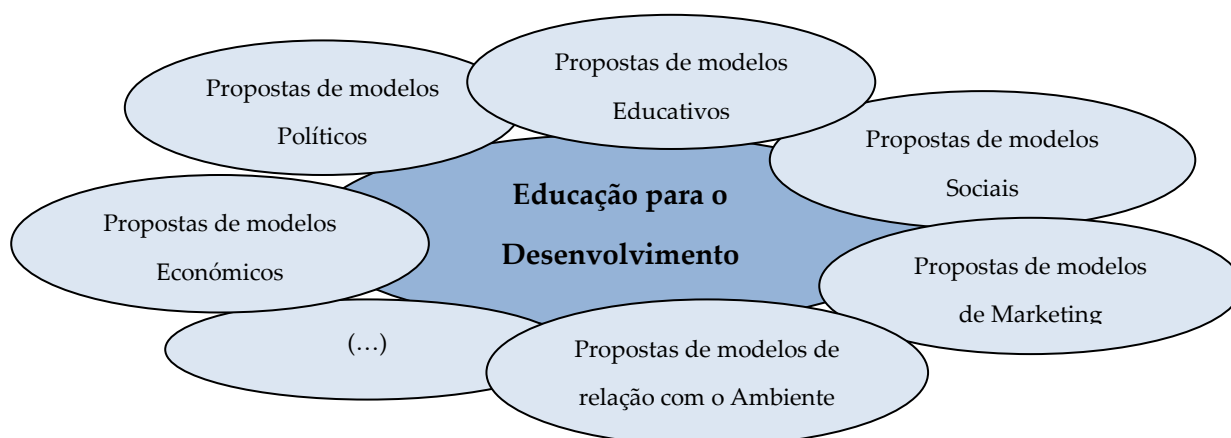 Propostas de modelos
Políticos
Propostas de modelos
Educativos
Propostas de modelos
Sociais
Educação para o
Desenvolvimento
Propostas de modelos
Económicos
Propostas de modelos
de Marketing
(…)
Propostas de modelos de
relação com o Ambiente